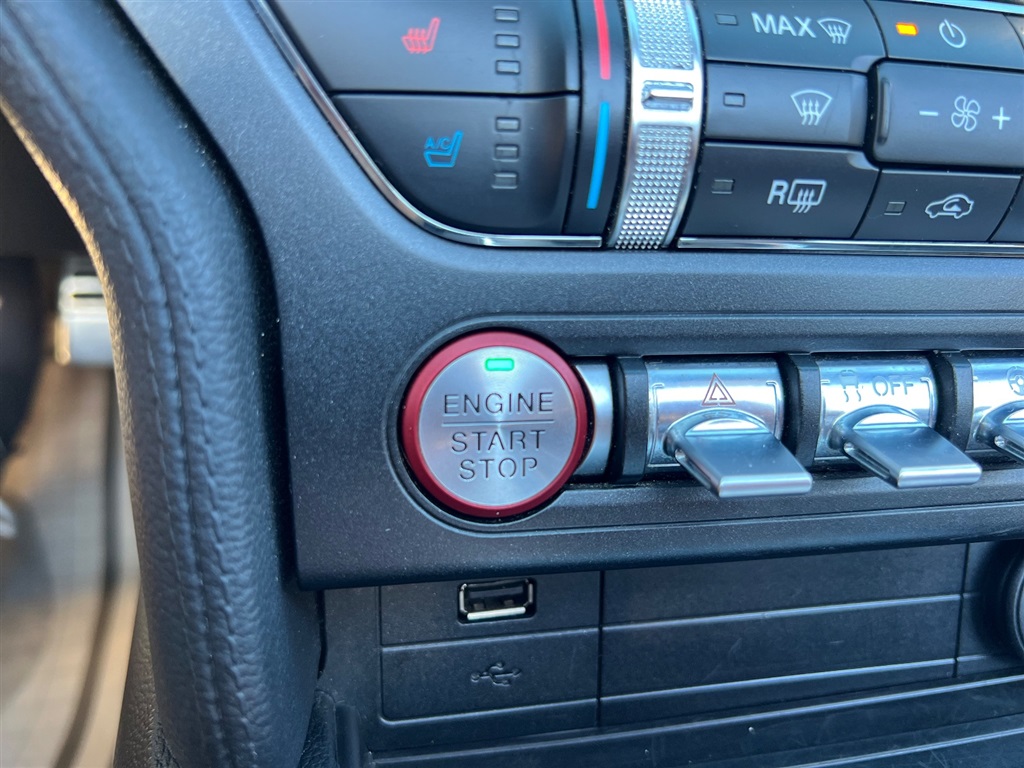 MAX
A/C
R
ENGINE
START
STOP
OFF